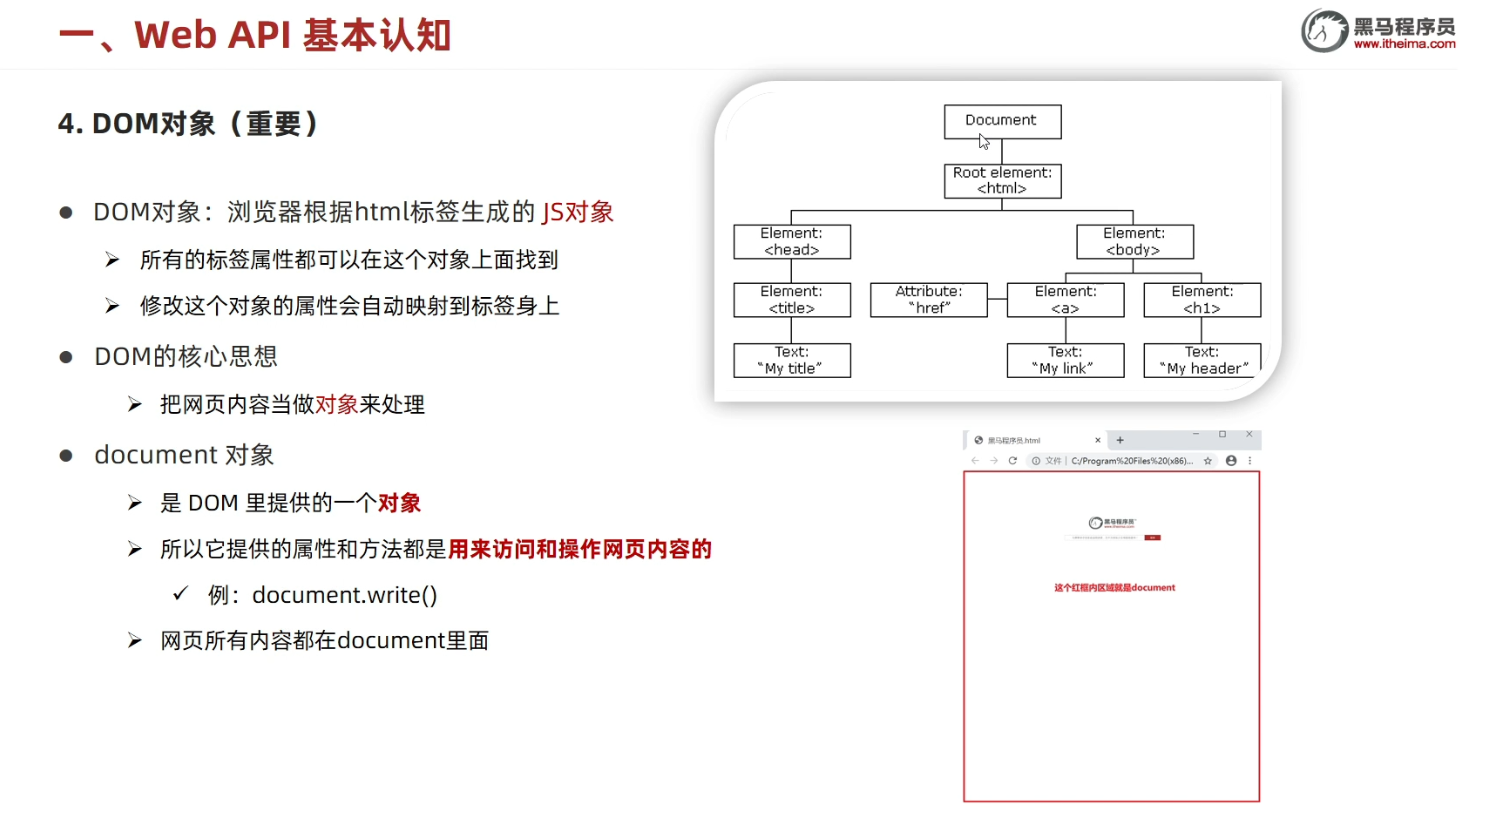 一、Web API 基本认知
黑马程序员
www.itheima.com
4. DOM对象（重要）
DOM对象：浏览器根据html标签生成的 JS对象
所有的标签属性都可以在这个对象上面找到
修改这个对象的属性会自动映射到标签身上
DOM的核心思想
把网页内容当做对象来处理
document 对象
是 DOM 里提供的一个对象
所以它提供的属性和方法都是用来访问和操作网页内容的
例：document.write()
网页所有内容都在document里面
Document
Root element:
<html>
Element:
<head>
Element:
<body>
Element:
<title>
Attribute:
“href”
Element:
<a>
Element:
<h1>
Text:
“My title”
Text:
“My link”
Text:
“My header”
黑马程序员.html
文件 | C:/Program%20Files%20(x86)...
黑马程序员
这个红框内区域就是document